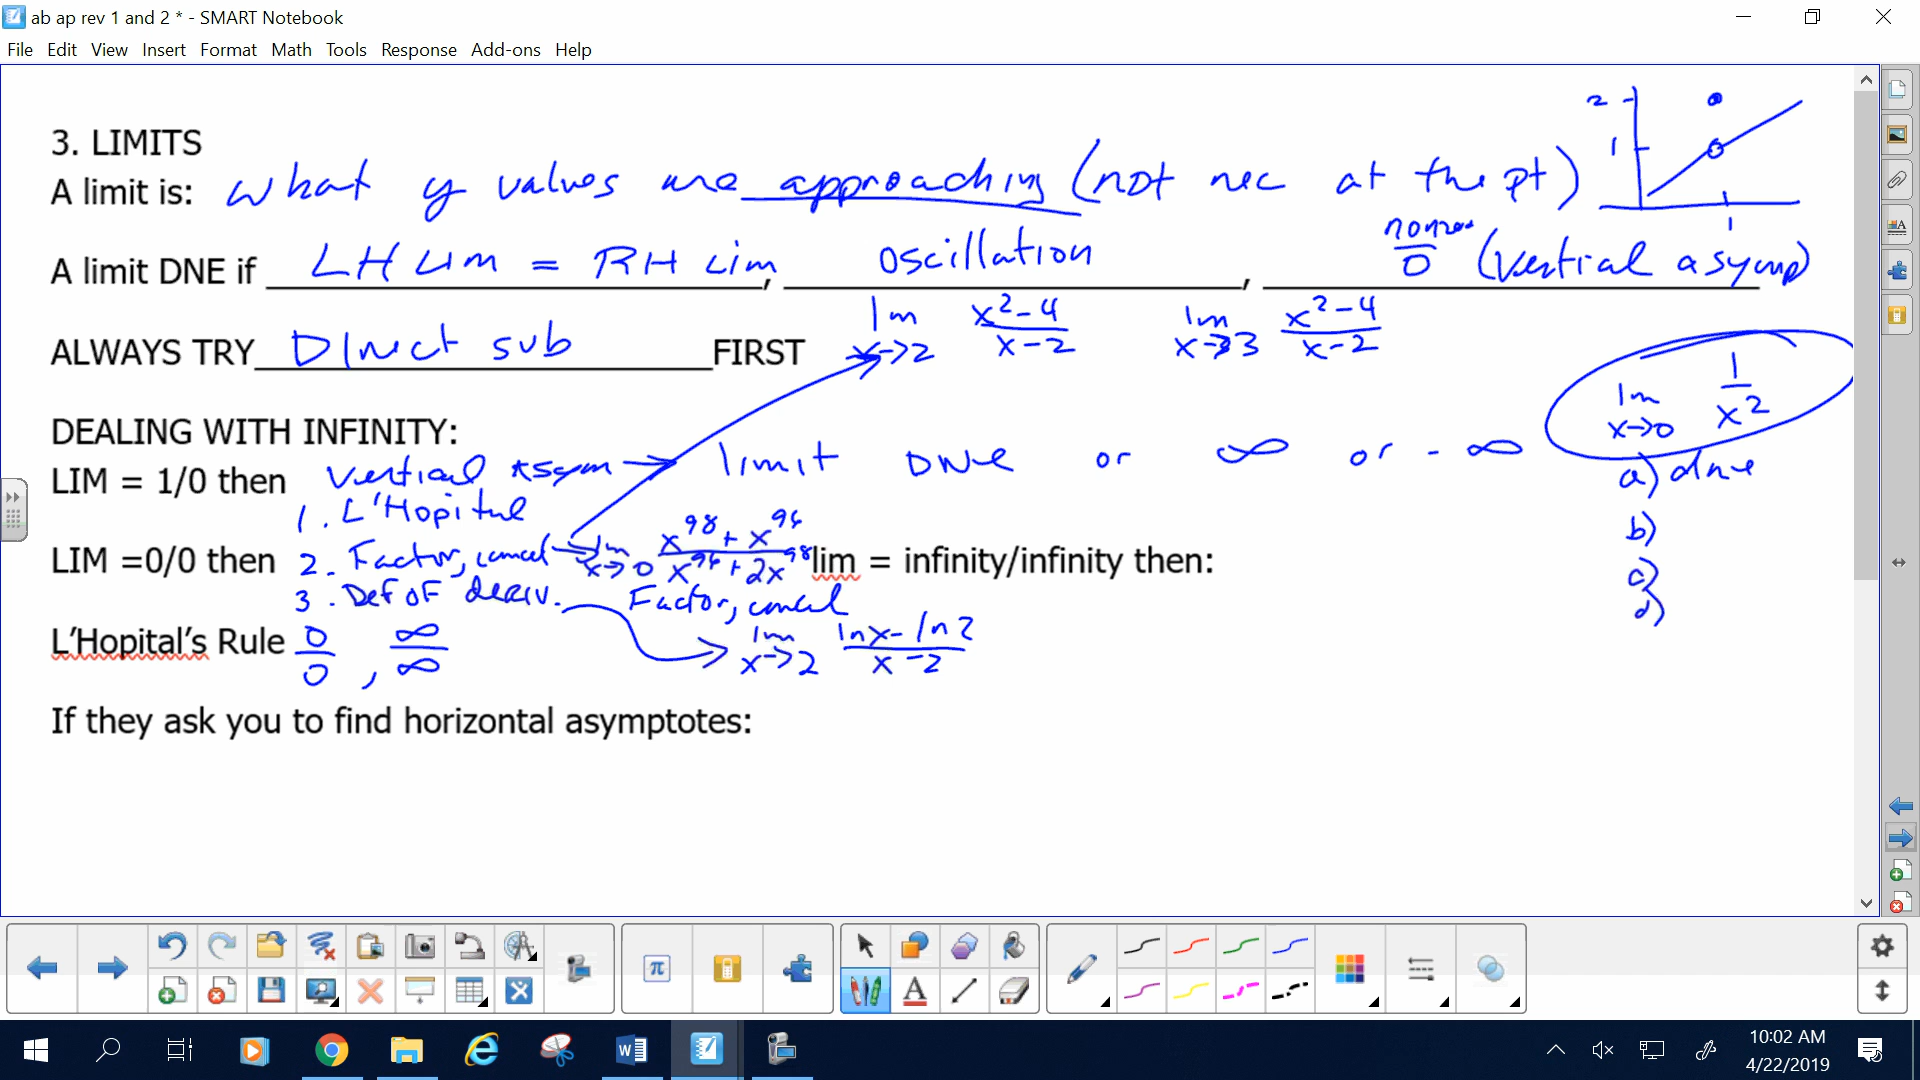 ab ap rev 1 and 2 * - SMART Notebook
File Edit View Insert Format Math Tools Response Add-ons Help
3. LIMITS
A limit is: what y values are approaching (not nec at the pt)
2
1
1
A limit DNE if LH Lim = RH Lim, oscillation, nonzero/0 (vertical asymp)
ALWAYS TRY Direct sub FIRST
lim x→2 x²-4/x-2
lim x→3 x²-4/x-2
lim x→0 1/x²
a) dne
b)
c)
d)
DEALING WITH INFINITY:
LIM = 1/0 then vertical Asym → limit DNE or ∞ or -∞
LIM =0/0 then
1. L'Hopital
2. Factor, cancel
3. Def of deriv.
lim x→0 x⁹⁸+x⁹⁶/x⁹⁶+2x⁹⁸
Factor, cancel
lim = infinity/infinity then:
L'Hopital's Rule 0/0, ∞/∞
lim x→2 lnx-ln2/x-2
If they ask you to find horizontal asymptotes:
10:02 AM
4/22/2019